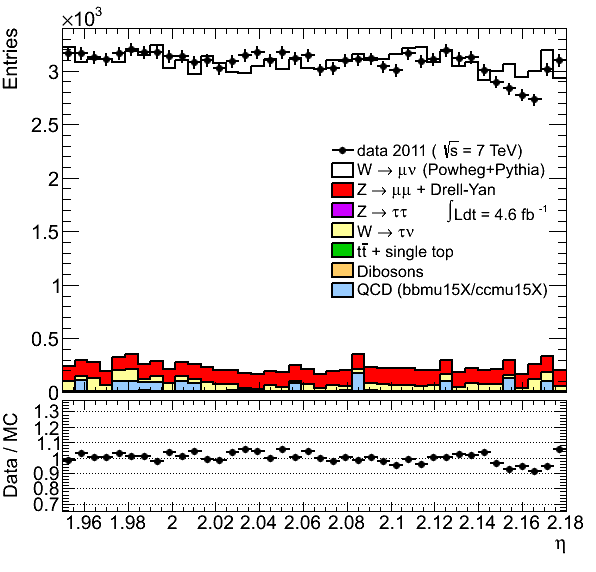 ×10³
Entries
3
2.5
2
1.5
1
0.5
0
data 2011 ( √s = 7 TeV)
W → μν (Powheg+Pythia)
Z → μμ + Drell-Yan
Z → ττ
∫Ldt = 4.6 fb⁻¹
W → τν
tt̄ + single top
Dibosons
QCD (bbmu15X/ccmu15X)
Data / MC
1.3
1.2
1.1
1
0.9
0.8
0.7
1.96 1.98 2 2.02 2.04 2.06 2.08 2.1 2.12 2.14 2.16 2.18
η